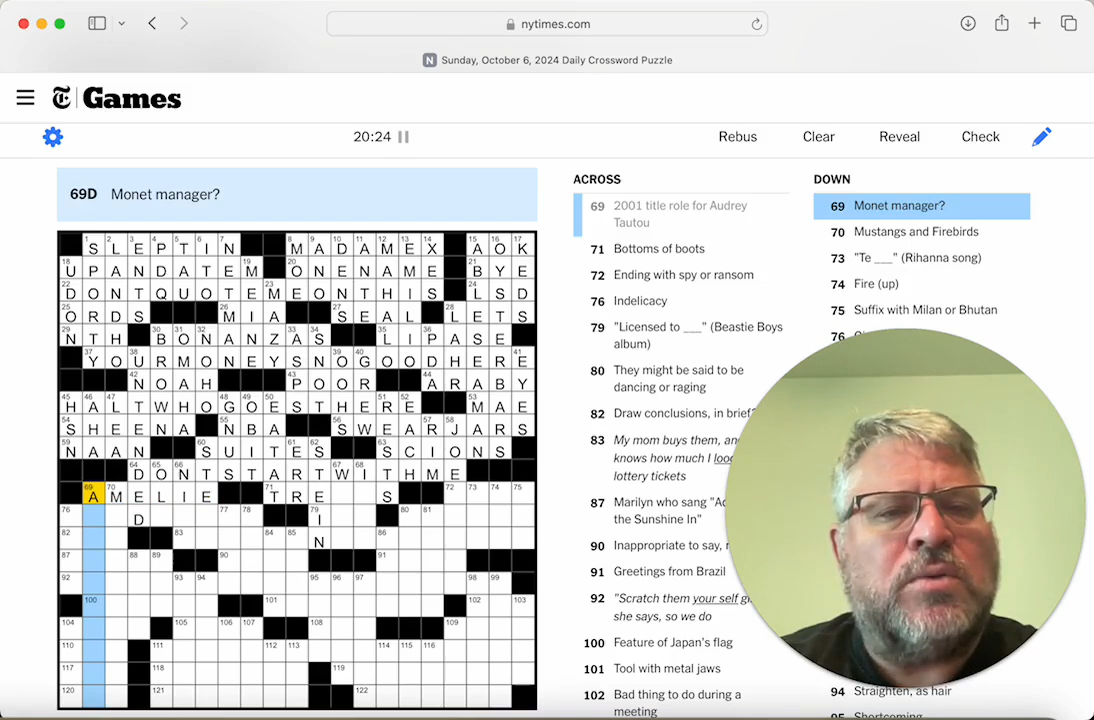 nytimes.com
N Sunday, October 6, 2024 Daily Crossword Puzzle
T Games
20:24
Rebus Clear Reveal Check
69D Monet manager?
SLEPTIN MADAMEX AOK
UPANDATEM ONENAME BYE
DONTQUOTEMEONTHIS LSD
ORDS MIA SEAL LETS
NTH BONANZAS LIPASE
YOURMONEYSNOGOODHERE
NOAH POOR ARABY
HALTWHOGOESTHERE MAE
SHEENA NBA SWEARJARS
NAAN SUITES SCIONS
DONTSTARTWITHME
AMELIE TRE S
D I
N
ACROSS
69 2001 title role for Audrey
Tautou
71 Bottoms of boots
72 Ending with spy or ransom
76 Indelicacy
79 "Licensed to ___" (Beastie Boys
album)
80 They might be said to be
dancing or raging
82 Draw conclusions, in brief?
83 My mom buys them, an
knows how much I loo
lottery tickets
87 Marilyn who sang "A
the Sunshine In"
90 Inappropriate to say,
91 Greetings from Brazil
92 "Scratch them your self g
she says, so we do
100 Feature of Japan's flag
101 Tool with metal jaws
102 Bad thing to do during a
meeting
DOWN
69 Monet manager?
70 Mustangs and Firebirds
73 "Te ___" (Rihanna song)
74 Fire (up)
75 Suffix with Milan or Bhutan
76
94 Straighten, as hair
95 Shortcoming